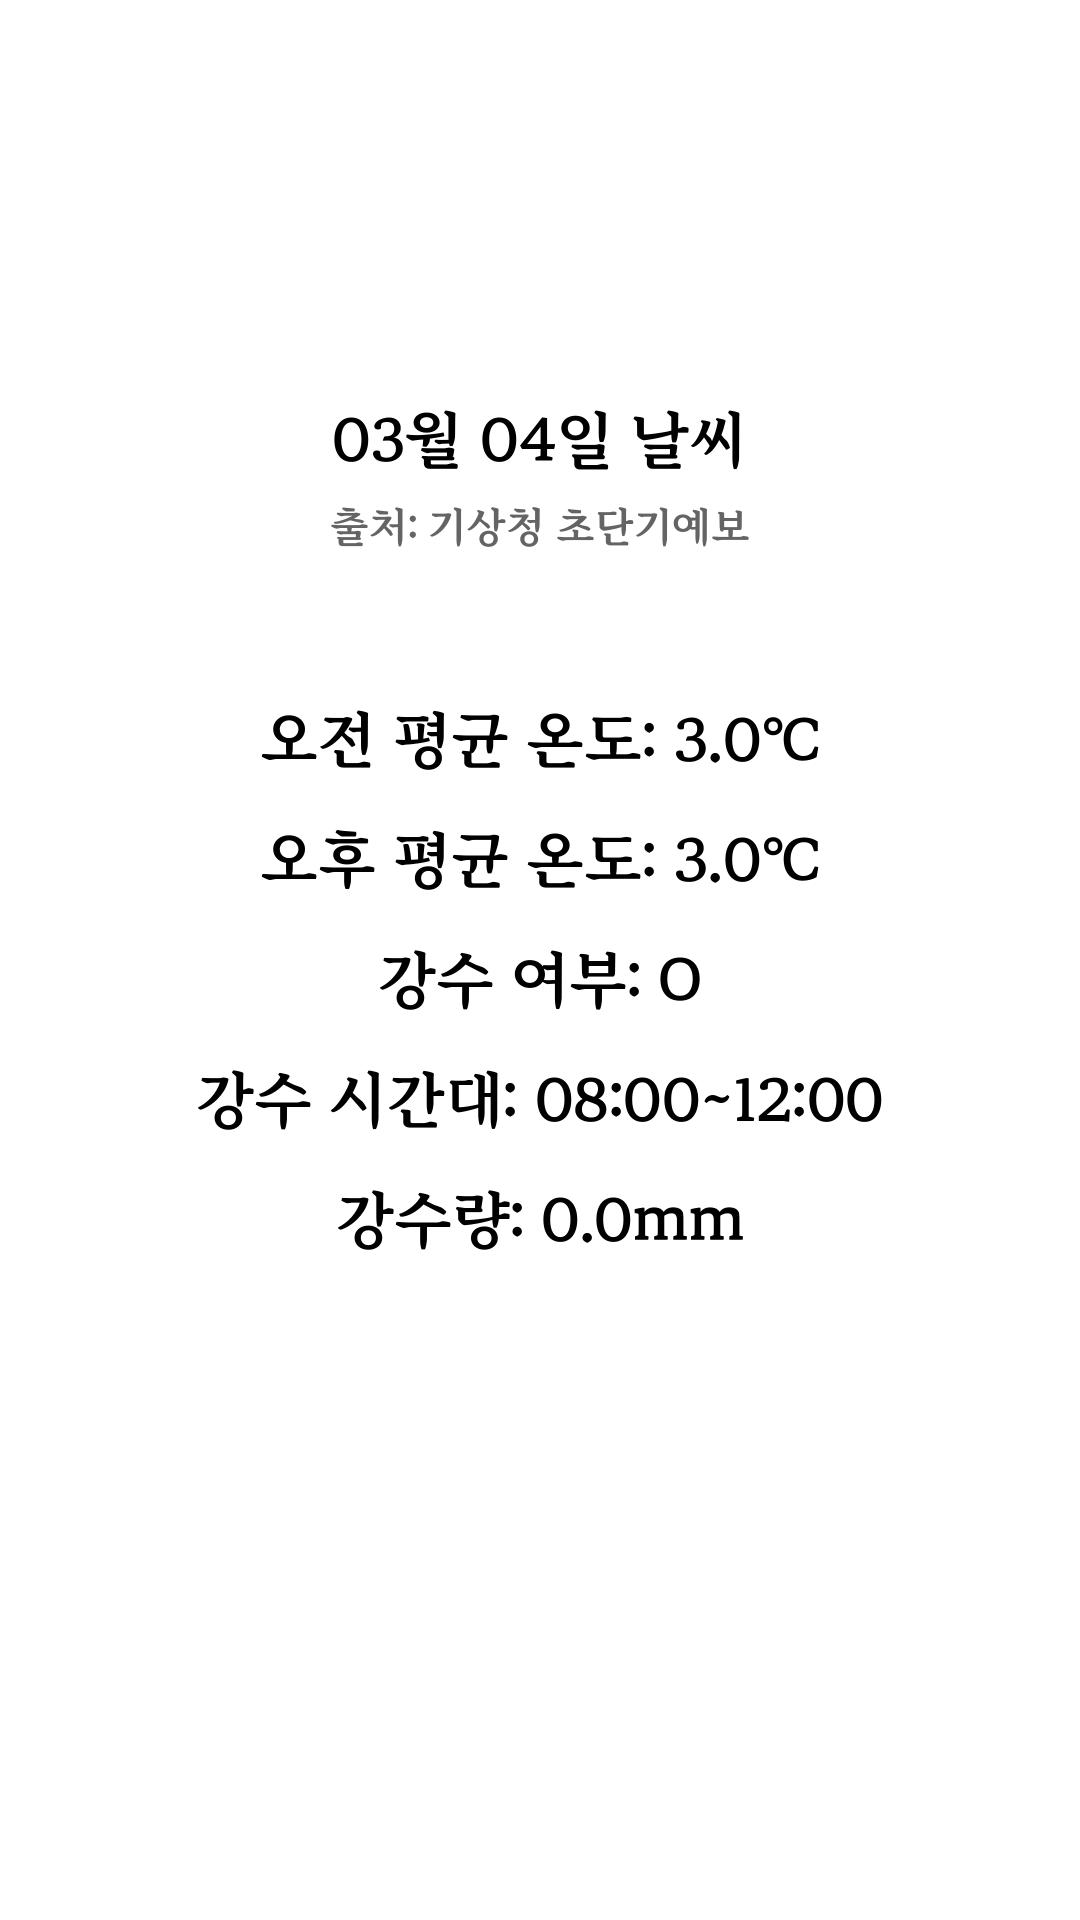 03월 04일 날씨
출처: 기상청 초단기예보
오전 평균 온도: 3.0℃
오후 평균 온도: 3.0℃
강수 여부: O
강수 시간대: 08:00~12:00
강수량: 0.0mm